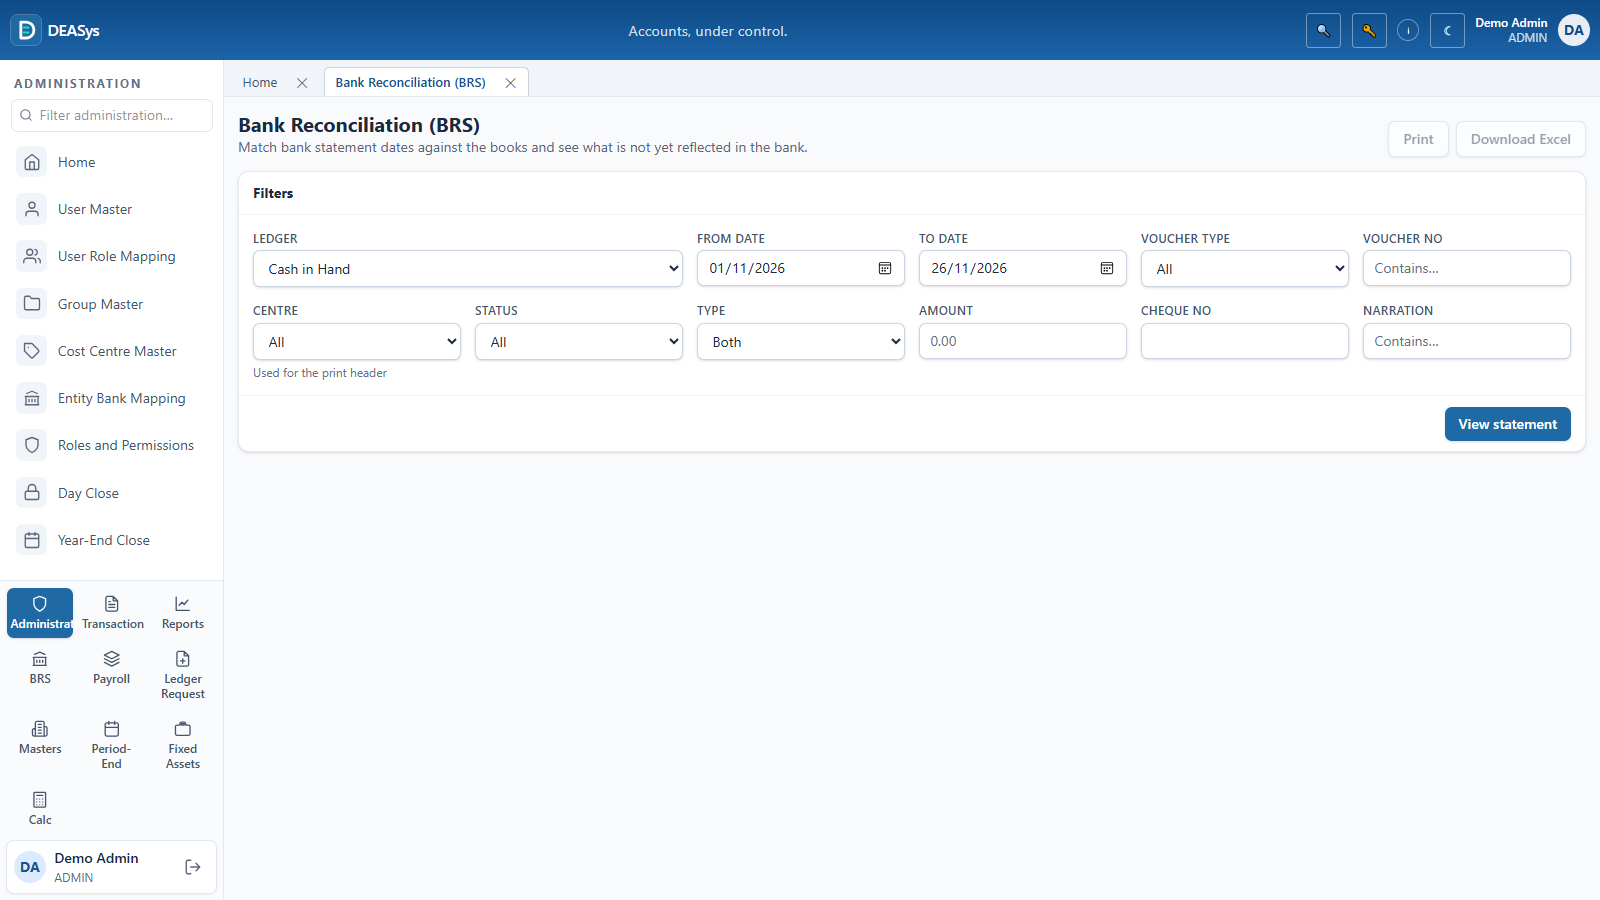 DEASys
Accounts, under control.
Demo Admin
ADMIN
DA
ADMINISTRATION
Filter administration...
Home
User Master
User Role Mapping
Group Master
Cost Centre Master
Entity Bank Mapping
Roles and Permissions
Day Close
Year-End Close
Administrat
Transaction
Reports
BRS
Payroll
Ledger
Request
Masters
Period-
End
Fixed
Assets
Calc
DA
Demo Admin
ADMIN
Home
Bank Reconciliation (BRS)
Bank Reconciliation (BRS)
Match bank statement dates against the books and see what is not yet reflected in the bank.
Print
Download Excel
Filters
LEDGER
FROM DATE
TO DATE
VOUCHER TYPE
VOUCHER NO
Cash in Hand
01/11/2026
26/11/2026
All
Contains...
CENTRE
STATUS
TYPE
AMOUNT
CHEQUE NO
NARRATION
All
All
Both
0.00
Contains...
Used for the print header
View statement